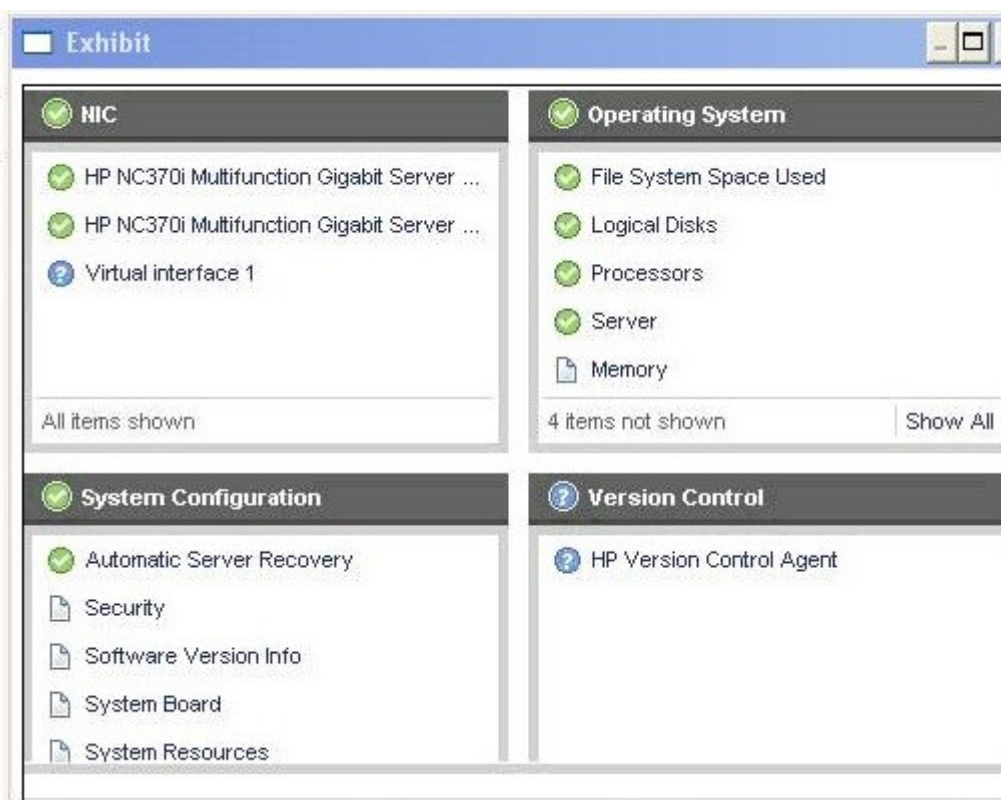 Exhibit
NIC
HP NC370i Multifunction Gigabit Server ...
HP NC370i Multifunction Gigabit Server ...
Virtual interface 1
All items shown
Operating System
File System Space Used
Logical Disks
Processors
Server
Memory
4 items not shown
Show All
System Configuration
Automatic Server Recovery
Security
Software Version Info
System Board
System Resources
Version Control
HP Version Control Agent